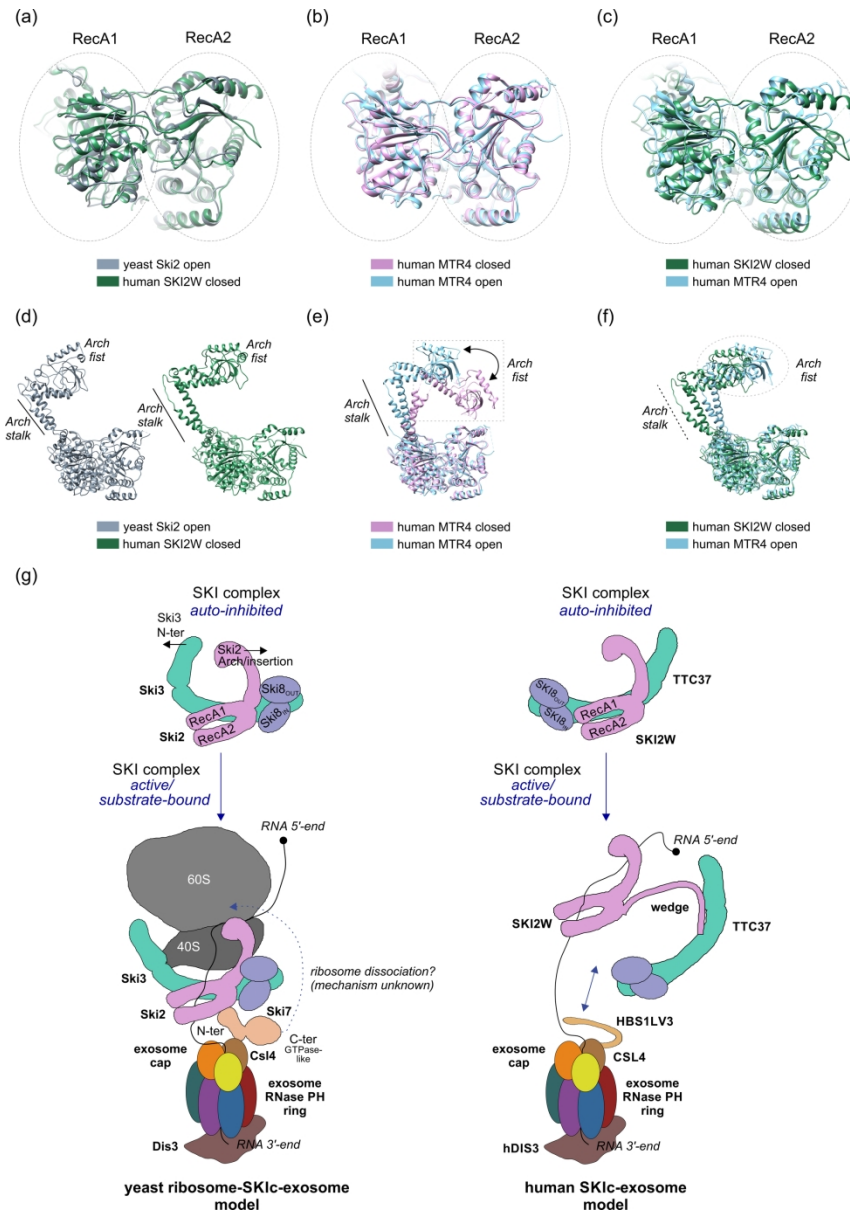 (a)
RecA1
RecA2
yeast Ski2 open
human SKI2W closed
(b)
RecA1
RecA2
human MTR4 closed
human MTR4 open
(c)
RecA1
RecA2
human SKI2W closed
human MTR4 open
(d)
Arch
fist
Arch
stalk
Arch
fist
Arch
stalk
yeast Ski2 open
human SKI2W closed
(e)
Arch
fist
Arch
stalk
human MTR4 closed
human MTR4 open
(f)
Arch
fist
Arch
stalk
human SKI2W closed
human MTR4 open
(g)
SKI complex
auto-inhibited
Ski3
N-ter
Ski2
Arch/insertion
Ski3
Ski8OUT
Ski8IN
RecA1
RecA2
Ski2
SKI complex
active/
substrate-bound
RNA 5'-end
60S
40S
Ski3
Ski2
ribosome dissociation?
(mechanism unknown)
Ski7
N-ter
C-ter
GTPase-
like
exosome
cap
Csl4
exosome
RNase PH
ring
Dis3
RNA 3'-end
yeast ribosome-SKIc-exosome
model
SKI complex
auto-inhibited
TTC37
SKI8OUT
SKI8IN
RecA1
RecA2
SKI2W
SKI complex
active/
substrate-bound
RNA 5'-end
SKI2W
wedge
TTC37
HBS1LV3
exosome
cap
CSL4
exosome
RNase PH
ring
hDIS3
RNA 3'-end
human SKIc-exosome
model